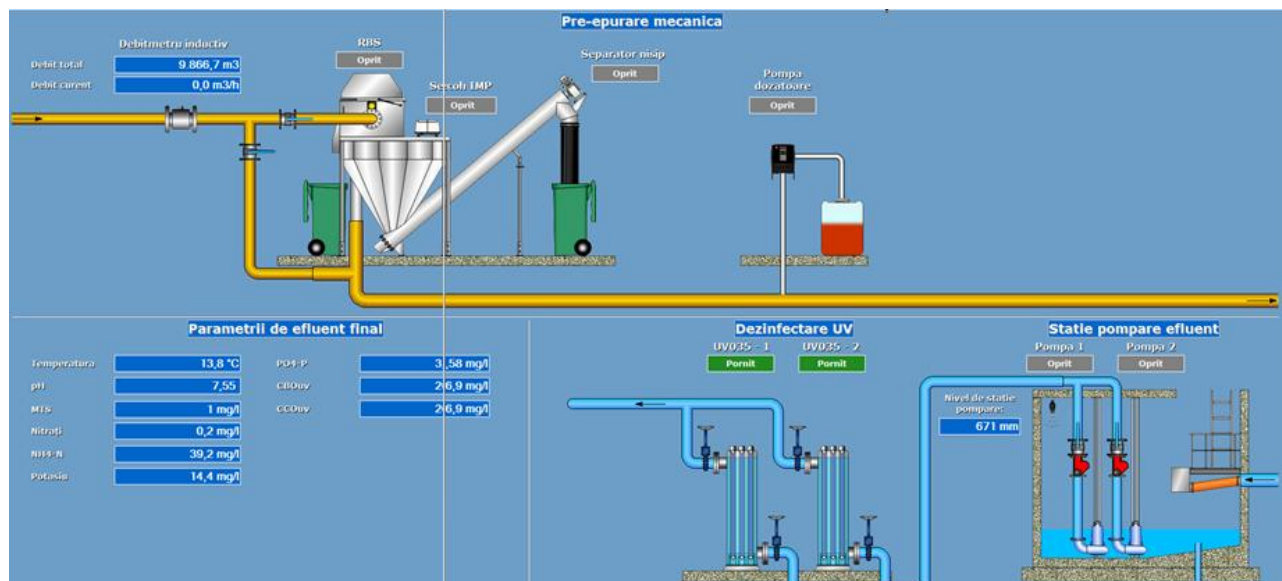 Pre-epurare mecanica
Debitmetru inductiv
Debit total 9.866,7 m3
Debit curent 0,0 m3/h
RBS
Oprit
IMP
Oprit
Separator nisip
Oprit
Pompa
dozatoare
Oprit
Parametrii de efluent final
Temperatura 13,8 °C
pH 7,55
MTS 1 mg/l
Nitrați 0,2 mg/l
NH4-N 39,2 mg/l
Potasiu 14,4 mg/l
PO4-P 3,58 mg/l
CBOuv 26,9 mg/l
CCOuv 26,9 mg/l
Dezinfectare UV
UV035 - 1
Pornit
UV035 - 2
Pornit
Statie pompare efluent
Pompa 1
Oprit
Pompa 2
Oprit
Nivel de statie
pompare:
671 mm